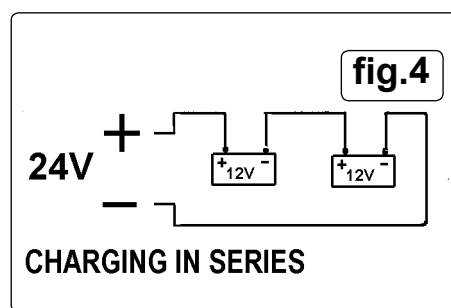 fig.4
+
24V
–
+ –
12V
+ –
12V
CHARGING IN SERIES